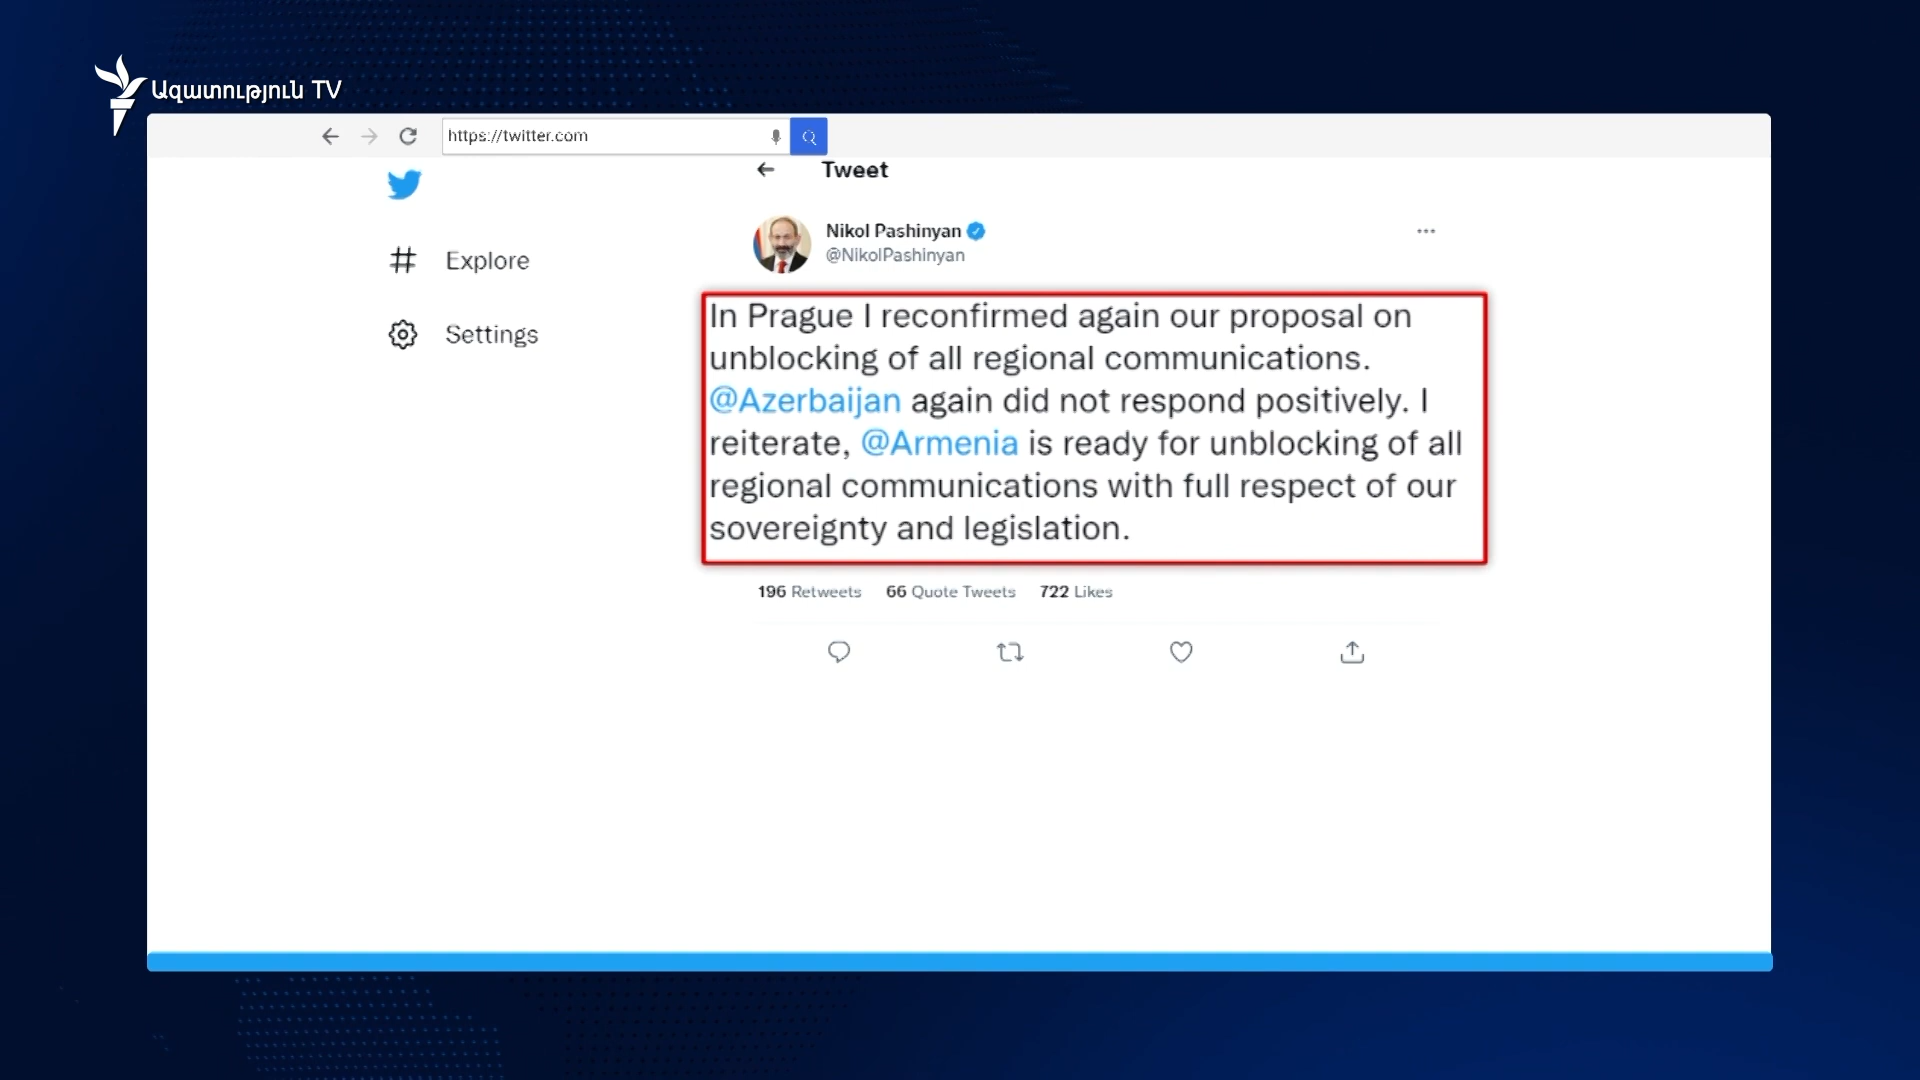 Ազատություն TV
https://twitter.com
Tweet
Nikol Pashinyan
@NikolPashinyan
Explore
Settings
In Prague I reconfirmed again our proposal on
unblocking of all regional communications.
@Azerbaijan again did not respond positively. I
reiterate, @Armenia is ready for unblocking of all
regional communications with full respect of our
sovereignty and legislation.
196 Retweets 66 Quote Tweets 722 Likes